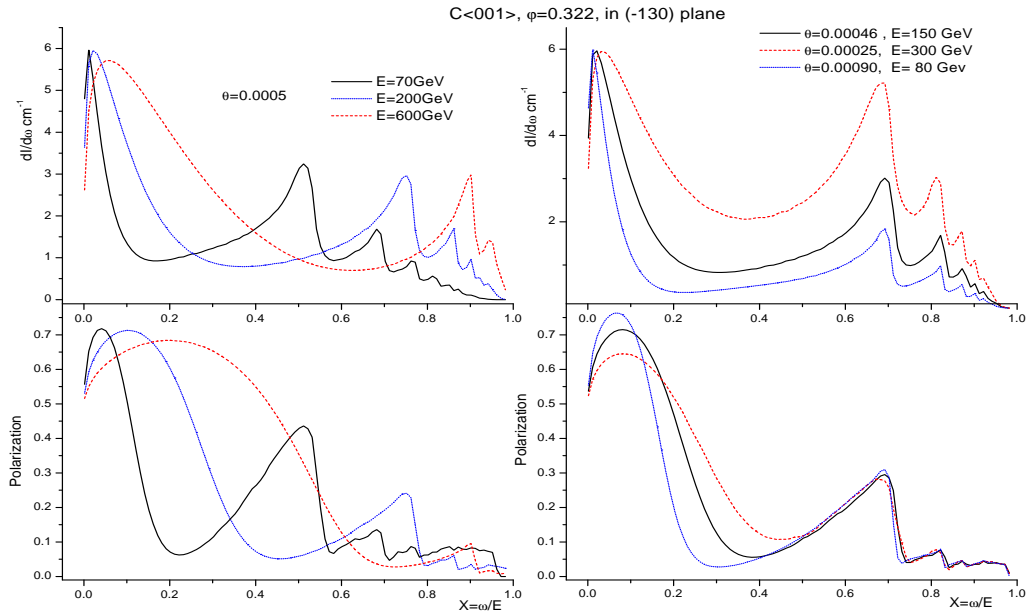 C<001>, φ=0.322, in (-130) plane
dI/dω cm⁻¹
6
5
4
3
2
1
0
θ=0.0005
E=70GeV
E=200GeV
E=600GeV
0.0 0.2 0.4 0.6 0.8 1.0
dI/dω cm⁻¹
6
5
3
2
θ=0.00046 , E=150 GeV
θ=0.00025, E=300 GeV
θ=0.00090, E= 80 Gev
0.0 0.2 0.4 0.6 0.8 1.0
Polarization
0.7
0.6
0.5
0.4
0.3
0.2
0.1
0.0
0.0 0.2 0.4 0.6 0.8 1.0
X=ω/E
Polarization
0.7
0.6
0.5
0.4
0.3
0.2
0.1
0.0
0.0 0.2 0.4 0.6 0.8 1.0
X=ω/E